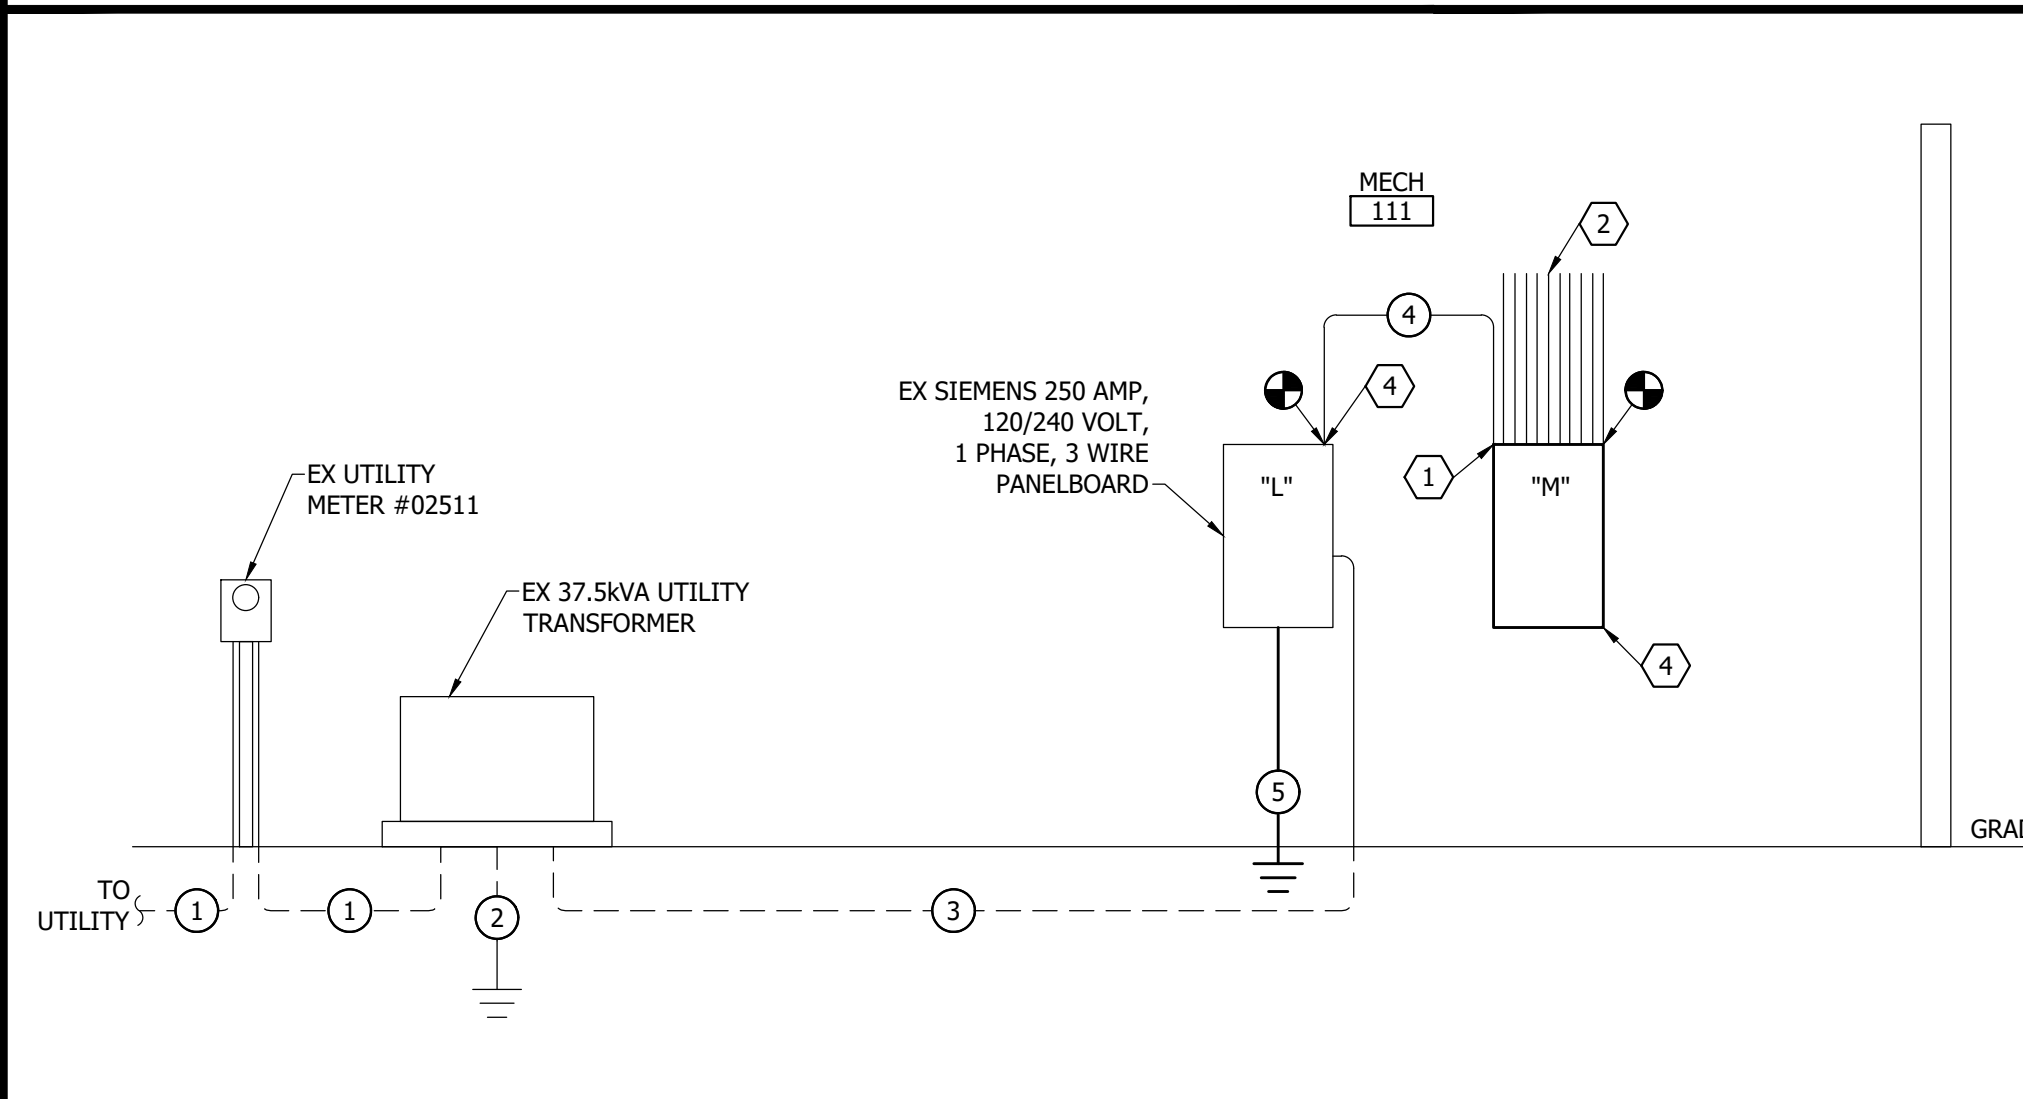 MECH
111
2
4
EX SIEMENS 250 AMP,
120/240 VOLT,
1 PHASE, 3 WIRE
PANELBOARD
4
"L"
1
"M"
EX UTILITY
METER #02511
EX 37.5kVA UTILITY
TRANSFORMER
4
5
GRAD
TO
UTILITY
1
1
2
3